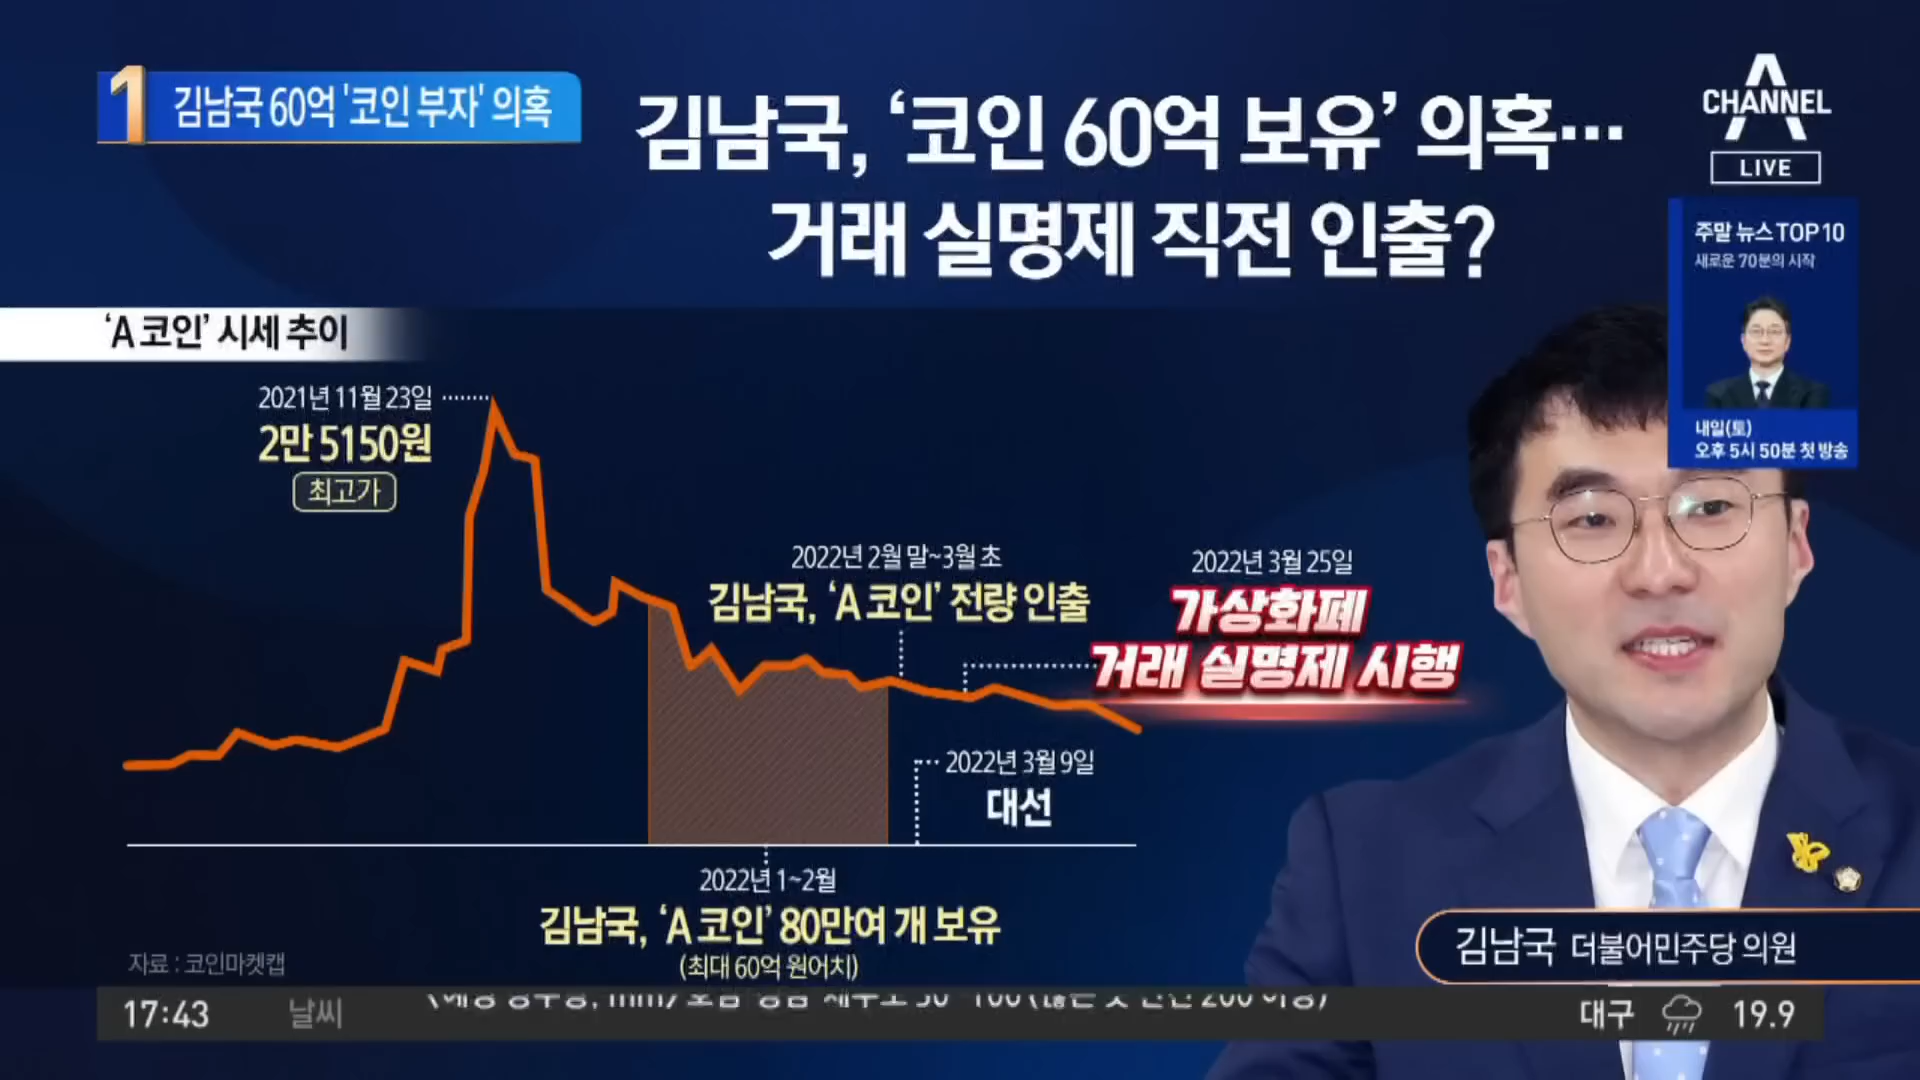 1 김남국 60억 '코인 부자' 의혹
김남국, ‘코인 60억 보유’ 의혹…
거래 실명제 직전 인출?
CHANNEL A
LIVE
주말 뉴스 TOP 10
새로운 70분의 시작
내일(토)
오후 5시 50분 첫 방송
‘A 코인’ 시세 추이
2021년 11월 23일
2만 5150원
최고가
2022년 2월 말~3월 초
김남국, ‘A 코인’ 전량 인출
2022년 3월 25일
가상화폐
거래 실명제 시행
2022년 3월 9일
대선
2022년 1~2월
김남국, ‘A 코인’ 80만여 개 보유
(최대 60억 원어치)
자료 : 코인마켓캡
김남국 더불어민주당 의원
17:43 날씨
대구 19.9